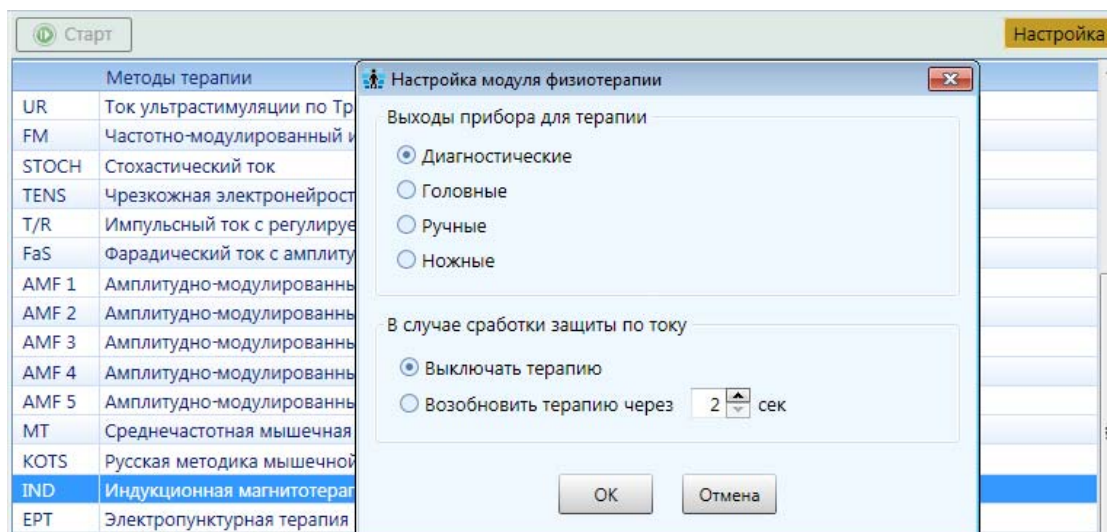 Старт
Настройка
Методы терапии
UR Ток ультрастимуляции по Тр
FM Частотно-модулированный и
STOCH Стохастический ток
TENS Чрезкожная электронейрост
T/R Импульсный ток с регулируе
FaS Фарадический ток с амплиту
AMF 1 Амплитудно-модулированны
AMF 2 Амплитудно-модулированны
AMF 3 Амплитудно-модулированны
AMF 4 Амплитудно-модулированны
AMF 5 Амплитудно-модулированны
MT Среднечастотная мышечная
KOTS Русская методика мышечной
IND Индукционная магнитотерап
EPT Электропунктурная терапия
Настройка модуля физиотерапии
Выходы прибора для терапии
Диагностические
Головные
Ручные
Ножные
В случае сработки защиты по току
Выключать терапию
Возобновить терапию через 2 сек
OK Отмена